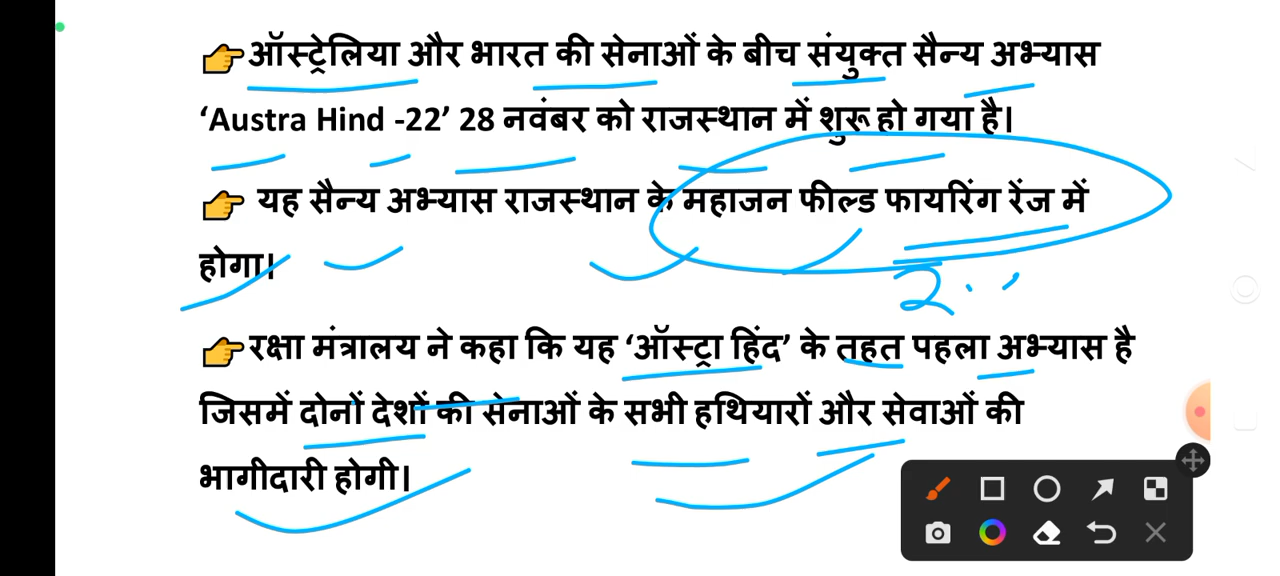 👉ऑस्ट्रेलिया और भारत की सेनाओं के बीच संयुक्त सैन्य अभ्यास
‘Austra Hind -22’ 28 नवंबर को राजस्थान में शुरू हो गया है।
👉 यह सैन्य अभ्यास राजस्थान के महाजन फील्ड फायरिंग रेंज में
होगा।
2
👉रक्षा मंत्रालय ने कहा कि यह ‘ऑस्ट्रा हिंद’ के तहत पहला अभ्यास है
जिसमें दोनों देशों की सेनाओं के सभी हथियारों और सेवाओं की
भागीदारी होगी।